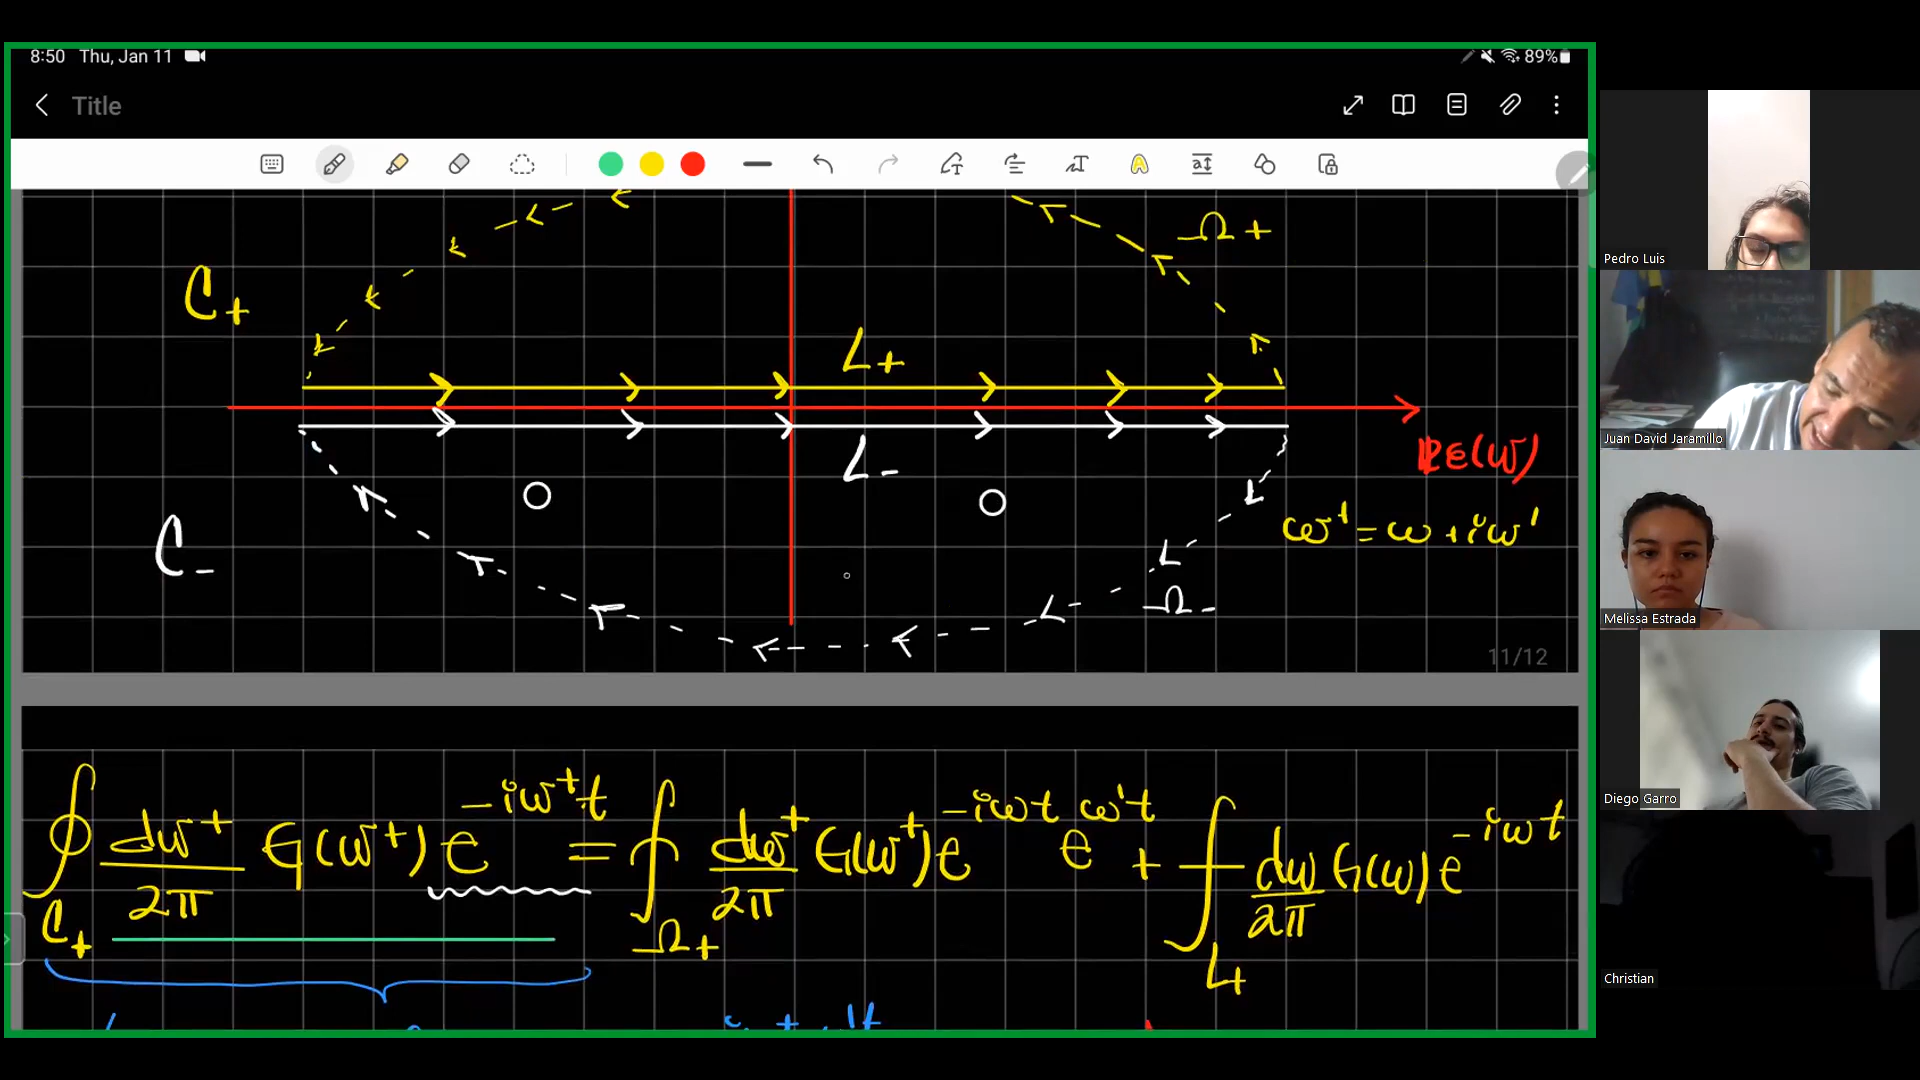 8:50 Thu, Jan 11 89%
Title
Ω+
C+
L+
Re(ω)
L-
ω⁺ = ω + iω'
C-
Ω-
11/12
∮_{C+} dω⁺/2π G(ω⁺) e^{-iω⁺t} = ∫_{Ω+} dω⁺/2π G(ω⁺) e^{-iωt} e^{ω't} + ∫_{L+} dω/2π G(ω) e^{-iωt}
Pedro Luis
Juan David Jaramillo
Melissa Estrada
Diego Garro
Christian